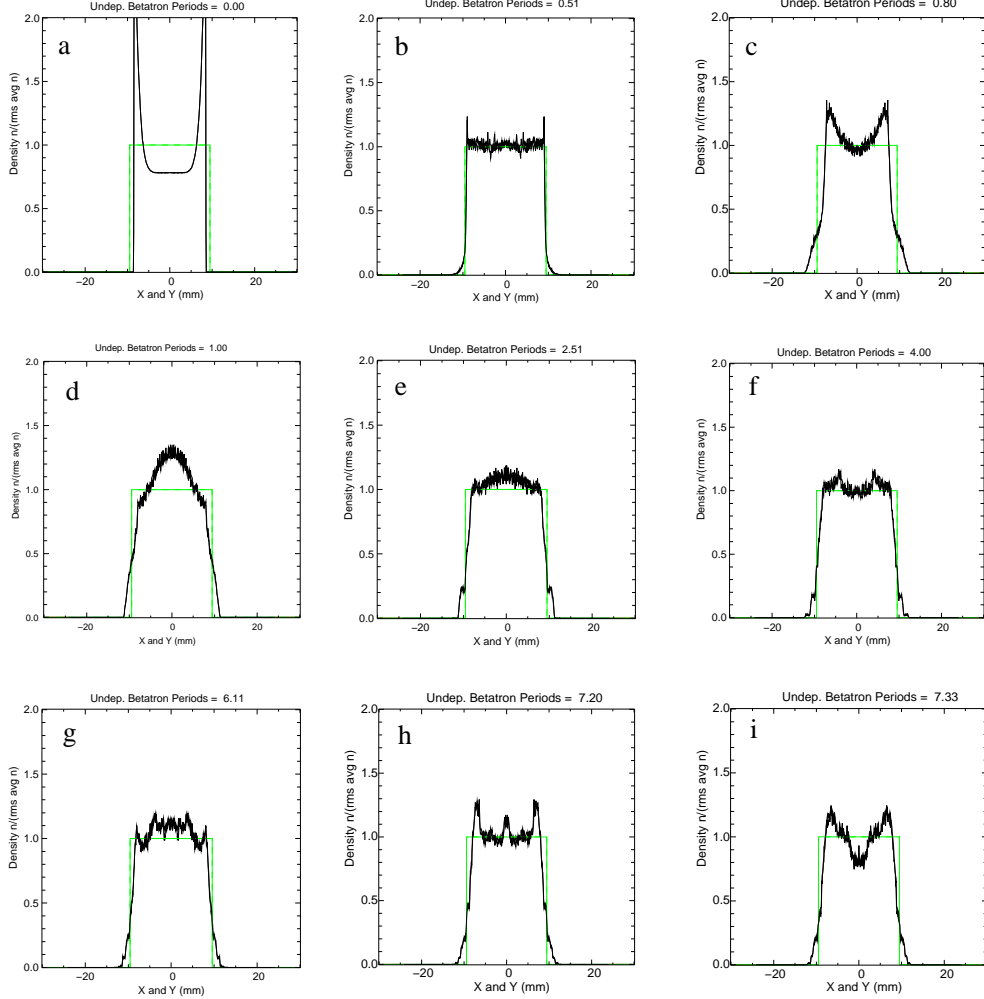 Undep. Betatron Periods = 0.00
a
Density n/(rms avg n)
2.0
1.5
1.0
0.5
0.0
−20 0 20
X and Y (mm)
Undep. Betatron Periods = 0.51
b
Density n/(rms avg n)
2.0
1.5
1.0
0.5
0.0
−20 0 20
X and Y (mm)
Undep. Betatron Periods = 0.80
c
Density n/(rms avg n)
2.0
1.5
1.0
0.5
0.0
−20 0 20
X and Y (mm)
Undep. Betatron Periods = 1.00
d
Density n/(rms avg n)
2.0
1.5
1.0
0.5
0.0
−20 0 20
X and Y (mm)
Undep. Betatron Periods = 2.51
e
Density n/(rms avg n)
2.0
1.5
1.0
0.5
0.0
−20 0 20
X and Y (mm)
Undep. Betatron Periods = 4.00
f
Density n/(rms avg n)
2.0
1.5
1.0
0.5
0.0
−20 0 20
X and Y (mm)
Undep. Betatron Periods = 6.11
g
Density n/(rms avg n)
2.0
1.5
1.0
0.5
0.0
−20 0 20
X and Y (mm)
Undep. Betatron Periods = 7.20
h
Density n/(rms avg n)
2.0
1.5
1.0
0.5
0.0
−20 0 20
X and Y (mm)
Undep. Betatron Periods = 7.33
i
Density n/(rms avg n)
2.0
1.5
1.0
0.5
0.0
−20 0 20
X and Y (mm)